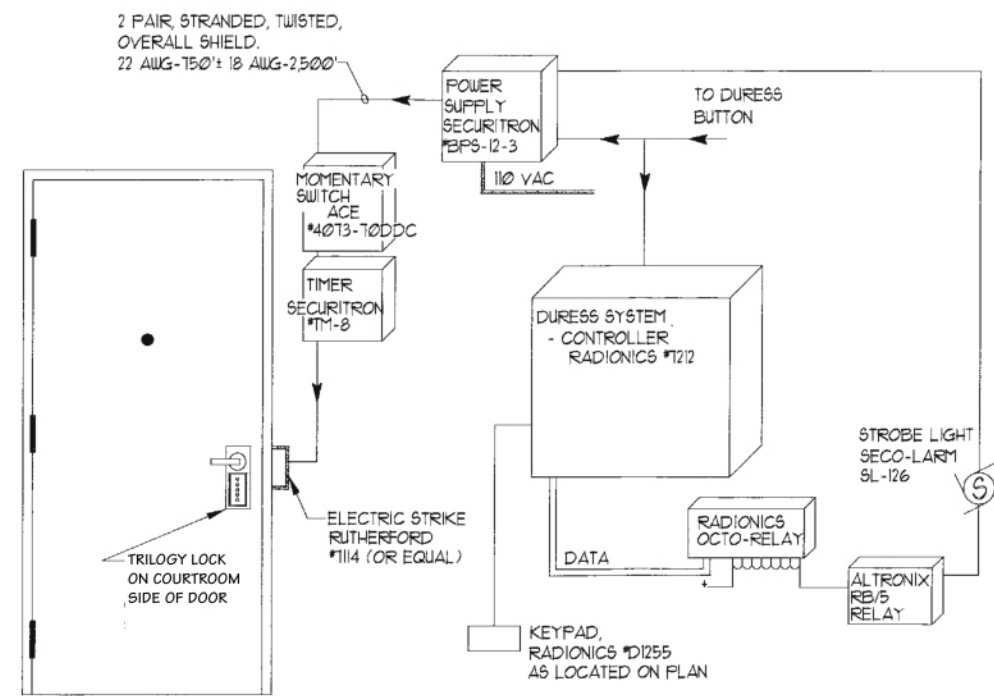 2 PAIR, STRANDED, TWISTED,
OVERALL SHIELD.
22 AWG-750'± 18 AWG-2,500'
POWER
SUPPLY
SECURITRON
#BPS-12-3
110 VAC
TO DURESS
BUTTON
MOMENTARY
SWITCH
ACE
#4073-70DDC
TIMER
SECURITRON
#TM-8
DURESS SYSTEM
- CONTROLLER
RADIONICS #7212
STROBE LIGHT
SECO-LARM
SL-126
S
ELECTRIC STRIKE
RUTHERFORD
#7114 (OR EQUAL)
TRILOGY LOCK
ON COURTROOM
SIDE OF DOOR
DATA
RADIONICS
OCTO-RELAY
+
ALTRONIX
RB/5
RELAY
KEYPAD,
RADIONICS #D1255
AS LOCATED ON PLAN